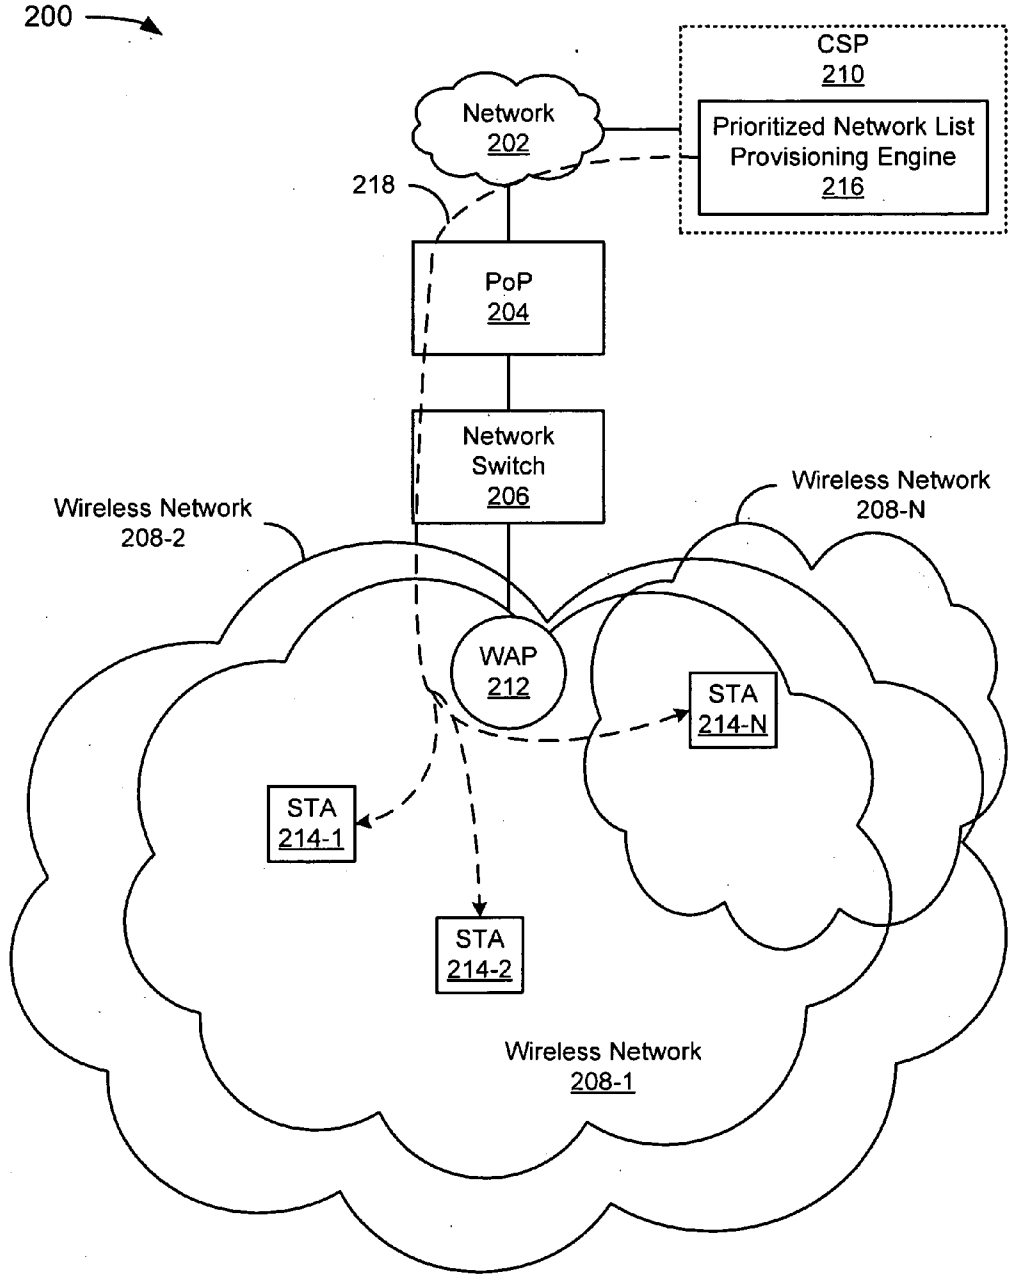 200
CSP
210
Network
202
Prioritized Network List
Provisioning Engine
216
218
PoP
204
Network
Switch
206
Wireless Network
208-N
Wireless Network
208-2
WAP
212
STA
214-N
STA
214-1
STA
214-2
Wireless Network
208-1